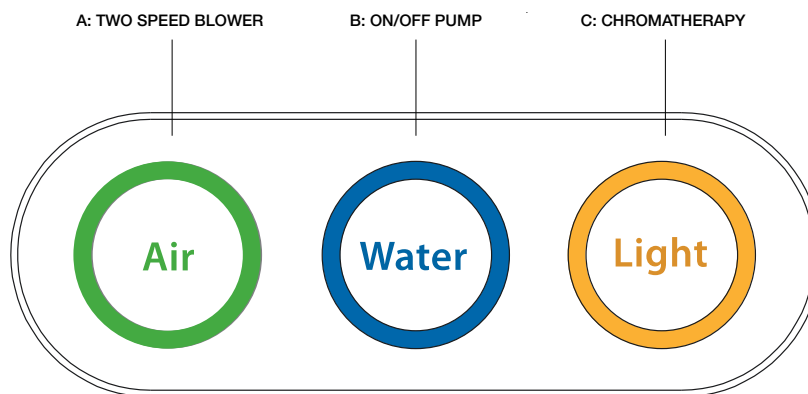 A: TWO SPEED BLOWER
B: ON/OFF PUMP
C: CHROMATHERAPY
Air
Water
Light